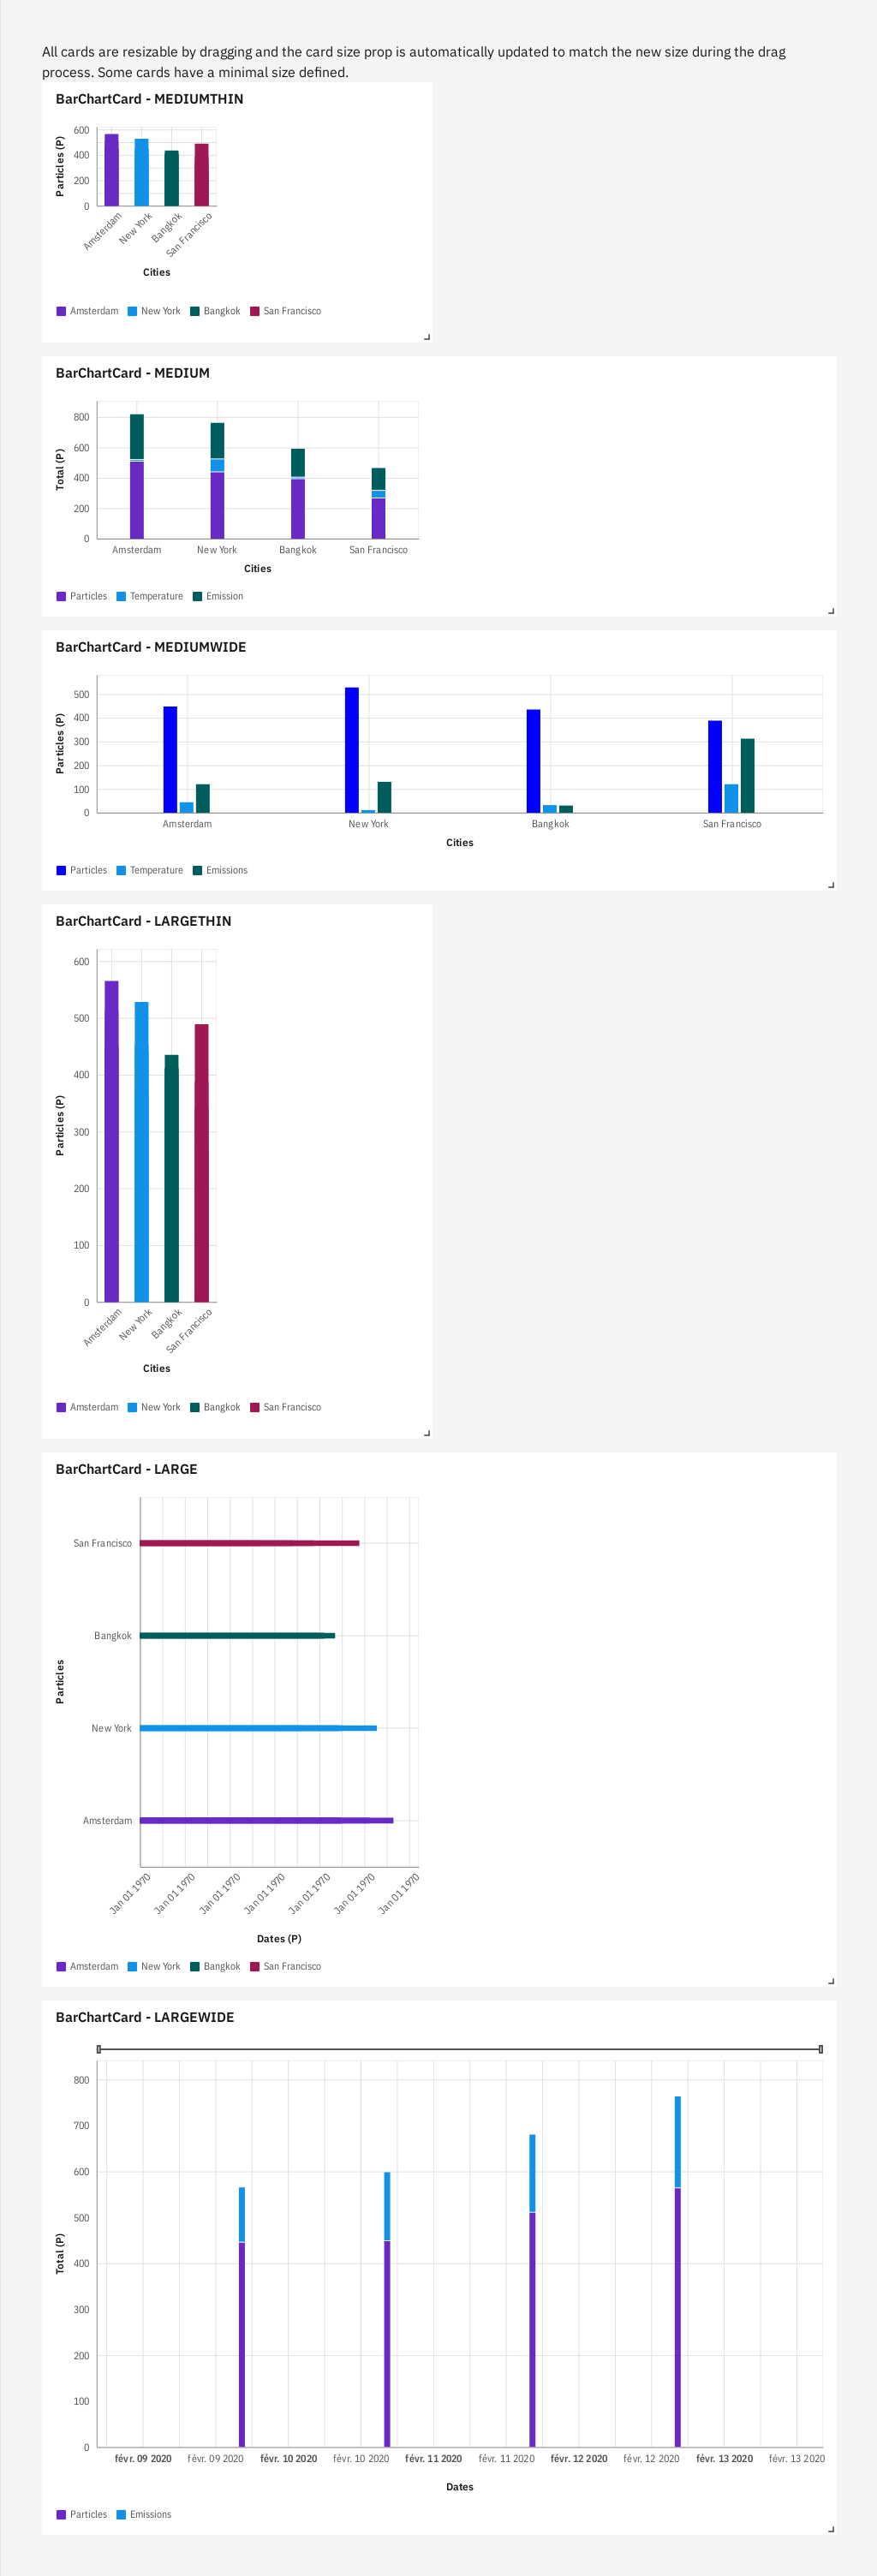 All cards are resizable by dragging and the card size prop is automatically updated to match the new size during the drag
process. Some cards have a minimal size defined.
BarChartCard - MEDIUMTHIN
Particles (P)
600
400
200
0
Amsterdam
New York
Bangkok
San Francisco
Cities
Amsterdam New York Bangkok San Francisco
BarChartCard - MEDIUM
Total (P)
800
600
400
200
0
Amsterdam New York Bangkok San Francisco
Cities
Particles Temperature Emission
BarChartCard - MEDIUMWIDE
Particles (P)
500
400
300
200
100
0
Amsterdam New York Bangkok San Francisco
Cities
Particles Temperature Emissions
BarChartCard - LARGETHIN
Particles (P)
600
500
400
300
200
100
0
Amsterdam
New York
Bangkok
San Francisco
Cities
Amsterdam New York Bangkok San Francisco
BarChartCard - LARGE
Particles
San Francisco
Bangkok
New York
Amsterdam
Jan 01 1970
Jan 01 1970
Jan 01 1970
Jan 01 1970
Jan 01 1970
Jan 01 1970
Jan 01 1970
Dates (P)
Amsterdam New York Bangkok San Francisco
BarChartCard - LARGEWIDE
Total (P)
800
700
600
500
400
300
200
100
0
févr. 09 2020 févr. 09 2020 févr. 10 2020 févr. 10 2020 févr. 11 2020 févr. 11 2020 févr. 12 2020 févr. 12 2020 févr. 13 2020 févr. 13 2020
Dates
Particles Emissions